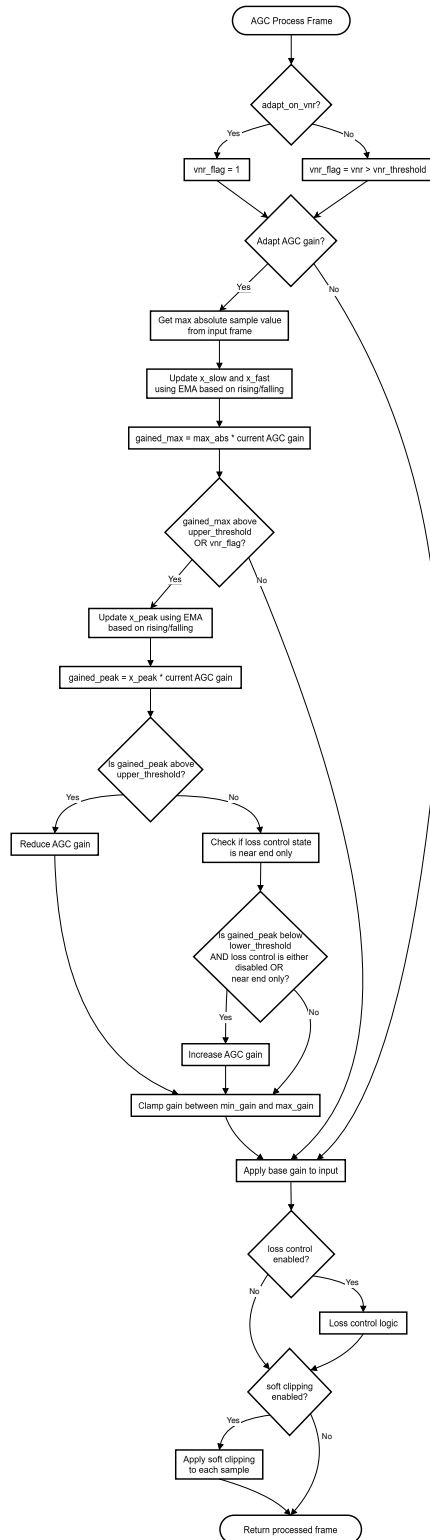 AGC Process Frame
adapt_on_vnr?
Yes
No
vnr_flag = 1
vnr_flag = vnr > vnr_threshold
Adapt AGC gain?
Yes
No
Get max absolute sample value
from input frame
Update x_slow and x_fast
using EMA based on rising/falling
gained_max = max_abs * current AGC gain
gained_max above
upper_threshold
OR vnr_flag?
Yes
No
Update x_peak using EMA
based on rising/falling
gained_peak = x_peak * current AGC gain
Is gained_peak above
upper_threshold?
Yes
No
Reduce AGC gain
Check if loss control state
is near end only
Is gained_peak below
lower_threshold
AND loss control is either
disabled OR
near end only?
Yes
No
Increase AGC gain
Clamp gain between min_gain and max_gain
Apply base gain to input
loss control
enabled?
Yes
No
Loss control logic
soft clipping
enabled?
Yes
No
Apply soft clipping
to each sample
Return processed frame